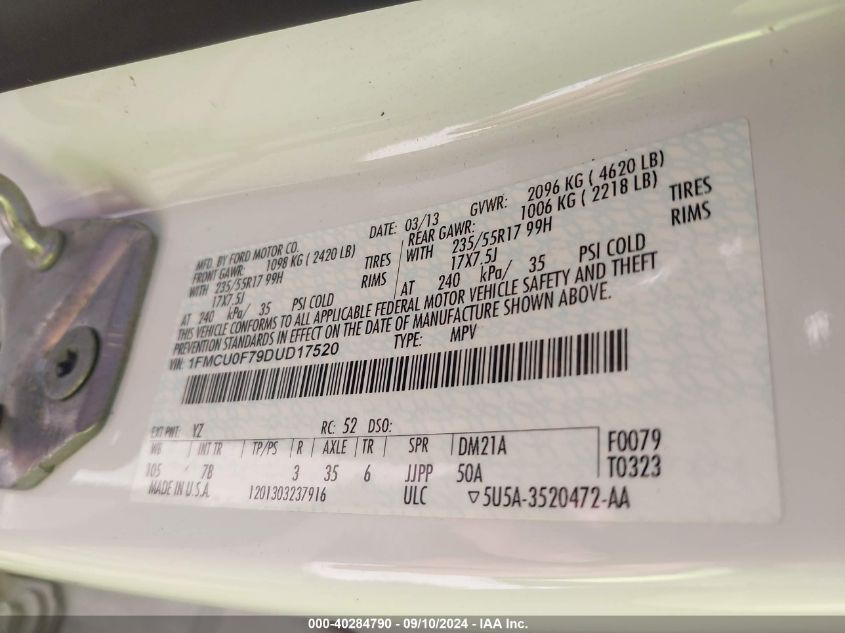 MFD. BY FORD MOTOR CO. DATE: 03/13 GVWR: 2096 KG ( 4620 LB)
FRONT GAWR: 1098 KG ( 2420 LB) REAR GAWR: 1006 KG ( 2218 LB)
WITH 235/55R17 99H TIRES WITH 235/55R17 99H TIRES
17X7.5J RIMS 17X7.5J RIMS
AT 240 kPa/ 35 PSI COLD AT 240 kPa/ 35 PSI COLD
THIS VEHICLE CONFORMS TO ALL APPLICABLE FEDERAL MOTOR VEHICLE SAFETY AND THEFT
PREVENTION STANDARDS IN EFFECT ON THE DATE OF MANUFACTURE SHOWN ABOVE.
VIN: 1FMCU0F79DUD17520 TYPE: MPV
EXT PNT: YZ RC: 52 DSO:
WB INT TR TP/PS R AXLE TR SPR DM21A F0079
105 7B 3 35 6 JJPP 50A T0323
MADE IN U.S.A. 1201303237916 ULC ▽5U5A-3520472-AA
000-40284790 - 09/10/2024 - IAA Inc.